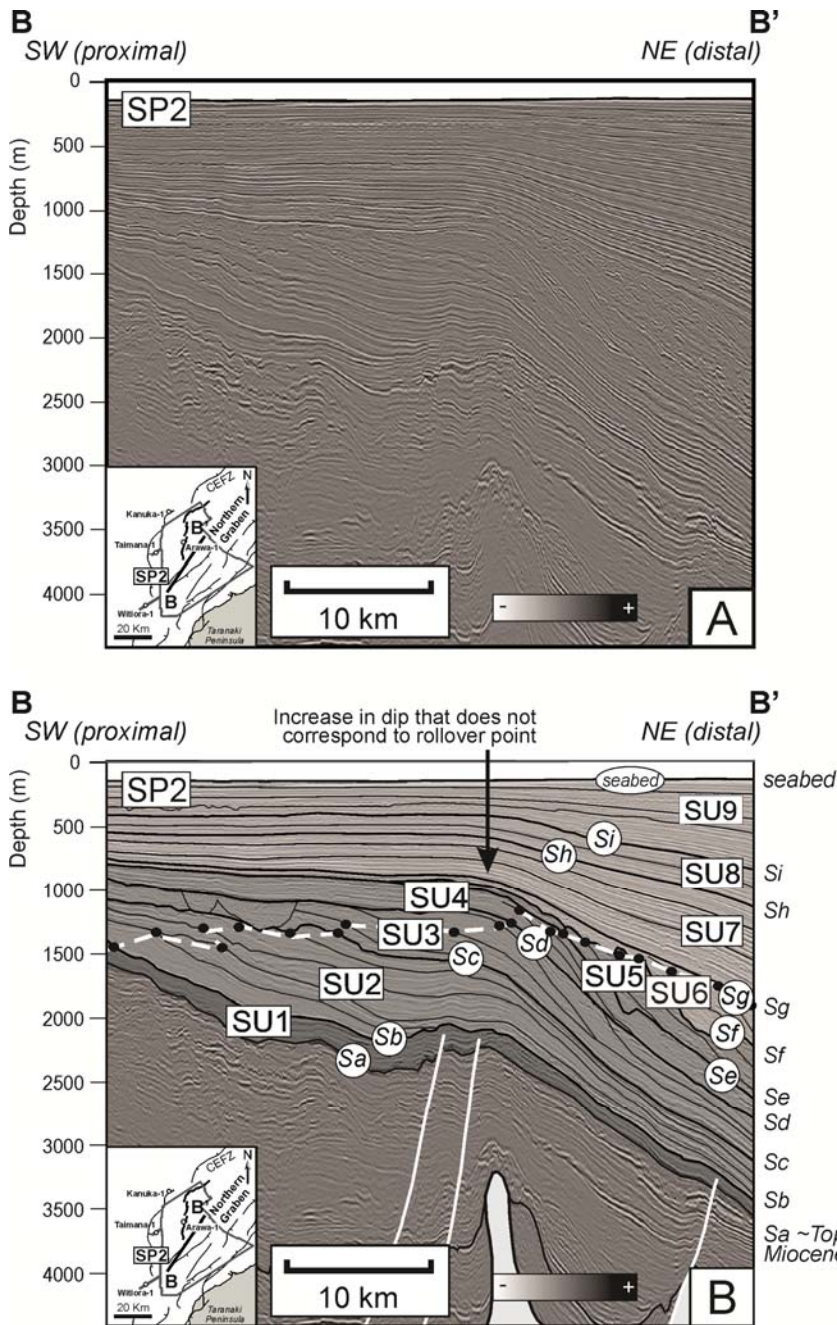 B B'
SW (proximal) NE (distal)
SP2
Depth (m)
0
500
1000
1500
2000
2500
3000
3500
4000
N
CEFZ
Kanuka-1
B'
Northern Graben
Arawa-1
Taimana-1
SP2
B
Witiora-1
20 Km
Taranaki
Peninsula
10 km
- +
A
B B'
SW (proximal) NE (distal)
Increase in dip that does not
correspond to rollover point
SP2
Depth (m)
0
500
1000
1500
2000
2500
3000
3500
4000
seabed
seabed
SU9
Si
Sh
SU8
Si
SU4
SU7
Sh
SU3
Sd
Sc
SU5
SU6
Sg
Sg
SU2
Sf
SU1
Sb
Sf
Sa
Se
Se
Sd
Sc
Sb
Sa ~Top
Miocene
N
CEFZ
Kanuka-1
B'
Northern Graben
Arawa-1
Taimana-1
SP2
B
Witiora-1
20 Km
Taranaki
Peninsula
10 km
- +
B